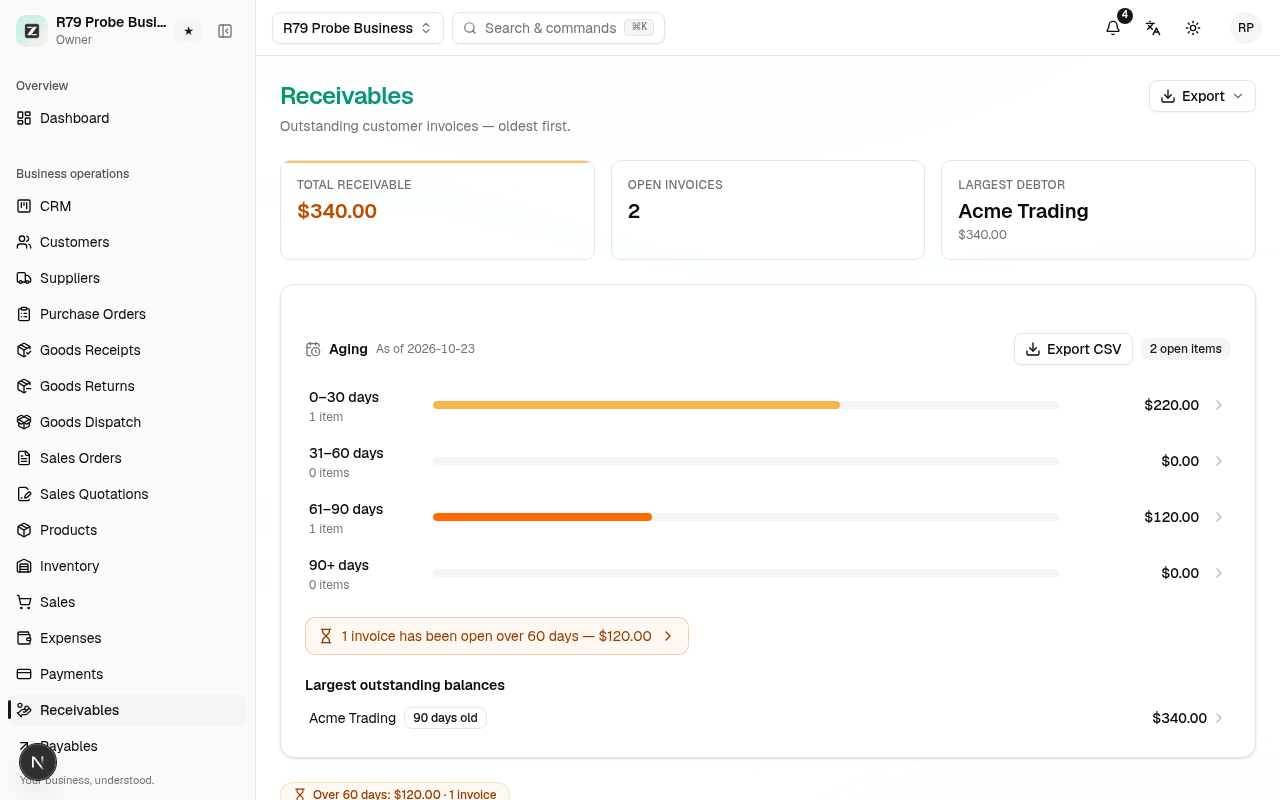 R79 Probe Busi...
Owner
Overview
Dashboard
Business operations
CRM
Customers
Suppliers
Purchase Orders
Goods Receipts
Goods Returns
Goods Dispatch
Sales Orders
Sales Quotations
Products
Inventory
Sales
Expenses
Payments
Receivables
Payables
N
Your business, understood.
R79 Probe Business
Search & commands ⌘K
4
RP
Receivables
Export
Outstanding customer invoices — oldest first.
TOTAL RECEIVABLE
$340.00
OPEN INVOICES
2
LARGEST DEBTOR
Acme Trading
$340.00
Aging As of 2026-10-23
Export CSV
2 open items
0–30 days
1 item
$220.00
31–60 days
0 items
$0.00
61–90 days
1 item
$120.00
90+ days
0 items
$0.00
1 invoice has been open over 60 days — $120.00
Largest outstanding balances
Acme Trading 90 days old $340.00
Over 60 days: $120.00 · 1 invoice